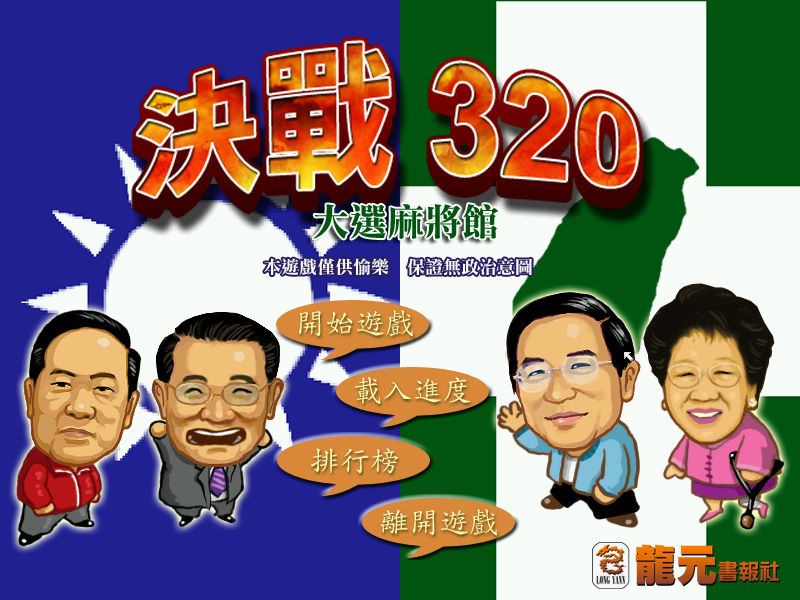 決戰 320
大選麻將館
本遊戲僅供愉樂 保證無政治意圖
開始遊戲
載入進度
排行榜
離開遊戲
LONG YANN
龍元書報社